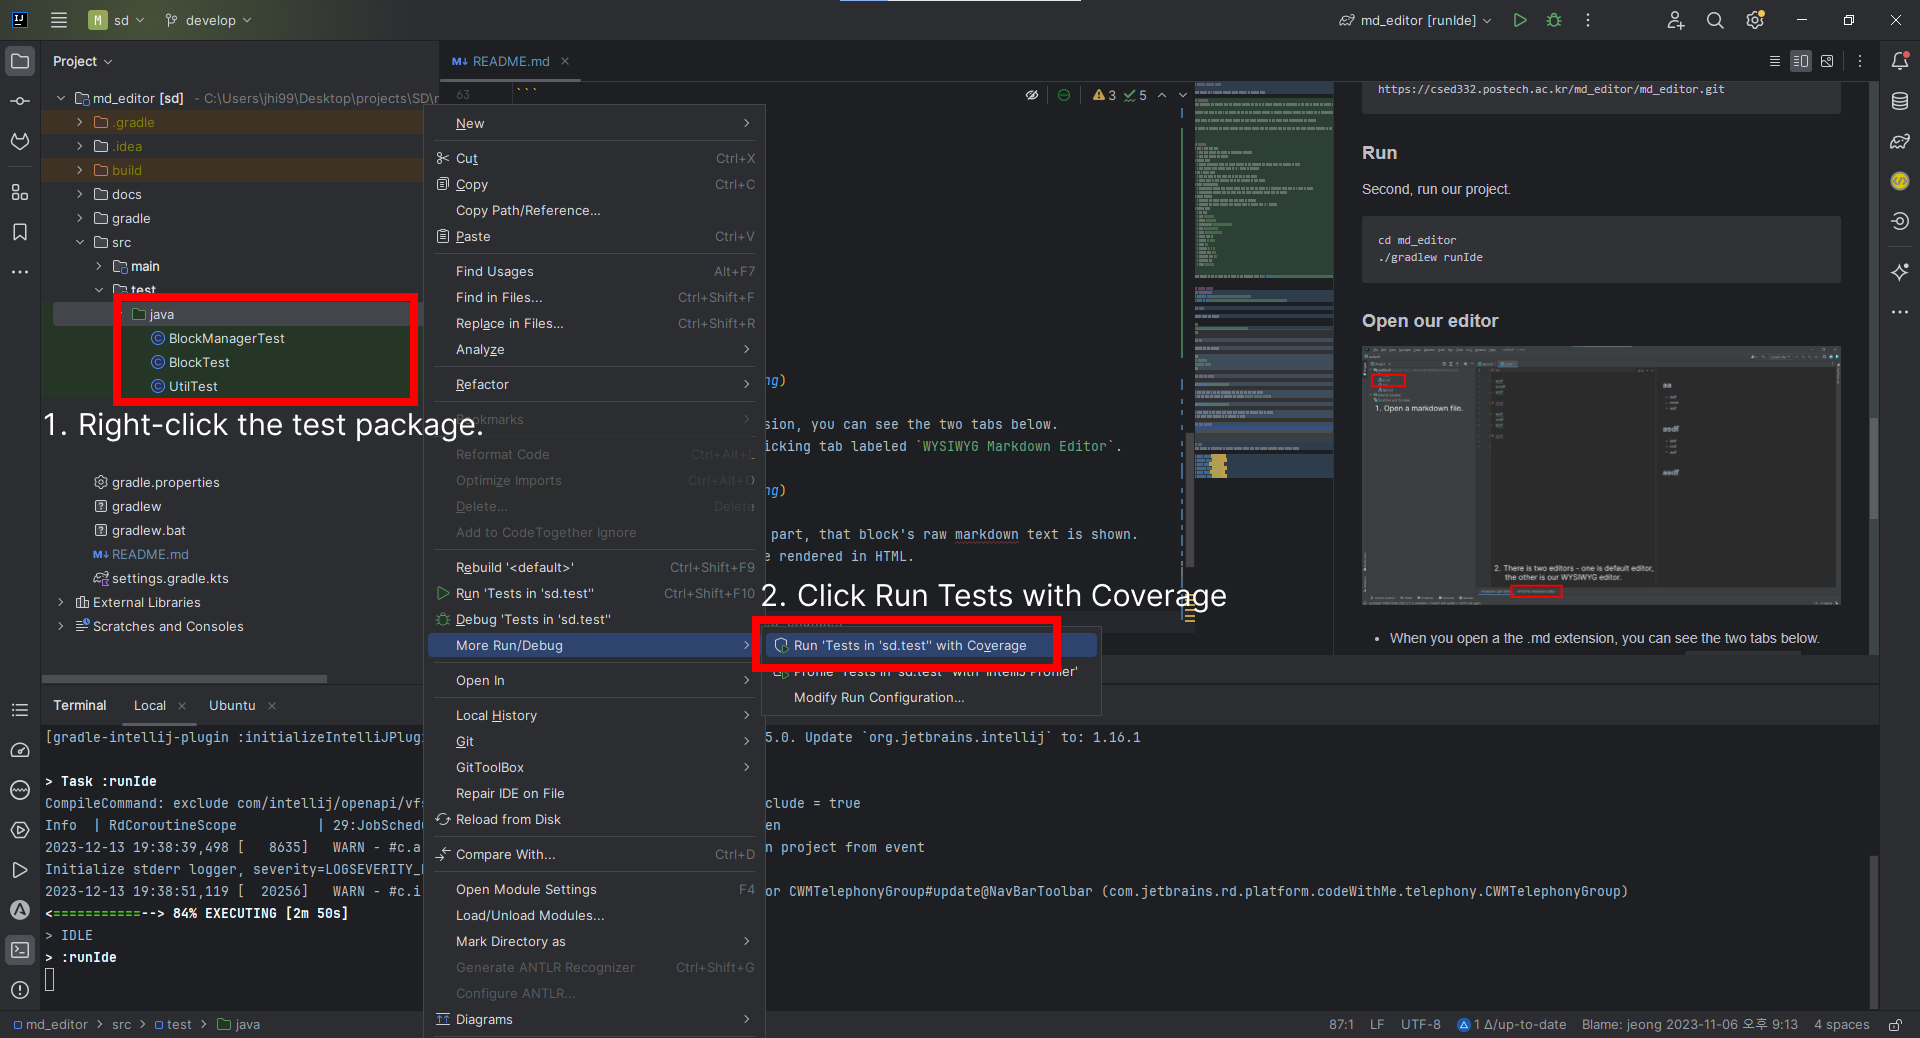 M sd develop md_editor [runIde]
Project
README.md
md_editor [sd] - C:\Users\jhi99\Desktop\projects\SD\
.gradle
.idea
build
docs
gradle
src
main
test
java
BlockManagerTest
BlockTest
UtilTest
1. Right-click the test package.
gradle.properties
gradlew
gradlew.bat
README.md
settings.gradle.kts
External Libraries
Scratches and Consoles
New
Cut Ctrl+X
Copy Ctrl+C
Copy Path/Reference...
Paste Ctrl+V
Find Usages Alt+F7
Find in Files... Ctrl+Shift+F
Replace in Files... Ctrl+Shift+R
Analyze
Refactor
Bookmarks
Reformat Code Ctrl+Alt+L
Optimize Imports Ctrl+Alt+O
Delete... Delete
Add to CodeTogether Ignore
Rebuild '<default>' Ctrl+Shift+F9
Run 'Tests in 'sd.test'' Ctrl+Shift+F10
Debug 'Tests in 'sd.test''
More Run/Debug
Open In
Local History
Git
GitToolBox
Repair IDE on File
Reload from Disk
Compare With... Ctrl+D
Open Module Settings F4
Load/Unload Modules...
Mark Directory as
Generate ANTLR Recognizer Ctrl+Shift+G
Configure ANTLR...
Diagrams
2. Click Run Tests with Coverage
Run 'Tests in 'sd.test'' with Coverage
Profile 'Tests in 'sd.test'' with 'IntelliJ Profiler'
Modify Run Configuration...
63 ```
3 5
ng)
sion, you can see the two tabs below.
icking tab labeled `WYSIWYG Markdown Editor`.
ng)
part, that block's raw markdown text is shown.
e rendered in HTML.
https://csed332.postech.ac.kr/md_editor/md_editor.git
Run
Second, run our project.
cd md_editor
./gradlew runIde
Open our editor
1. Open a markdown file.
aa
asdf
asdf
2. There is two editors - one is default editor,
the other is our WYSIWYG editor.
When you open a the .md extension, you can see the two tabs below.
Terminal Local Ubuntu
[gradle-intellij-plugin :initializeIntelliJPlug 5.0. Update `org.jetbrains.intellij` to: 1.16.1
> Task :runIde
CompileCommand: exclude com/intellij/openapi/vfs clude = true
Info | RdCoroutineScope | 29:JobSchedu en
2023-12-13 19:38:39,498 [ 8635] WARN - #c.a n project from event
Initialize stderr logger, severity=LOGSEVERITY_
2023-12-13 19:38:51,119 [ 20256] WARN - #c.i or CWMTelephonyGroup#update@NavBarToolbar (com.jetbrains.rd.platform.codeWithMe.telephony.CWMTelephonyGroup)
<===========--> 84% EXECUTING [2m 50s]
> IDLE
> :runIde
md_editor > src > test > java
87:1 LF UTF-8 1 Δ/up-to-date Blame: jeong 2023-11-06 오후 9:13 4 spaces